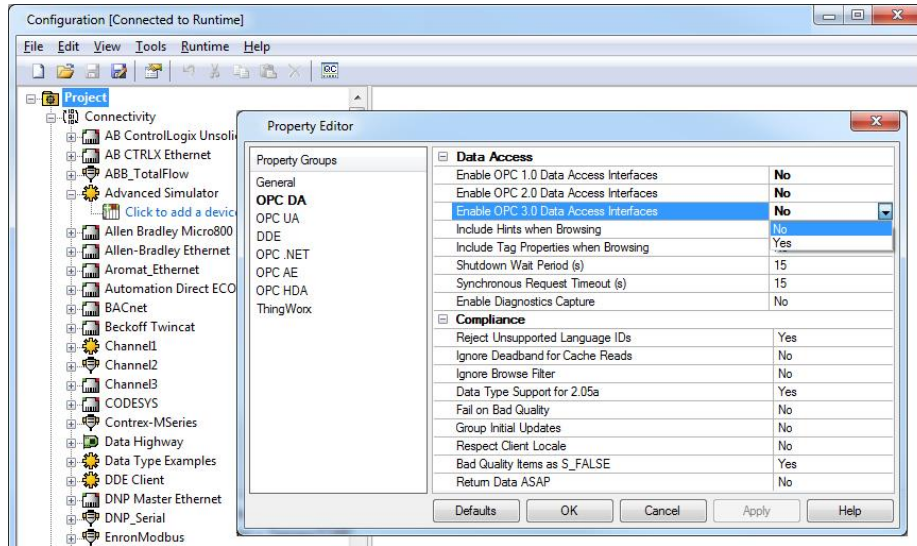 Configuration [Connected to Runtime]
File Edit View Tools Runtime Help
Project
Connectivity
AB ControlLogix Unsoli
AB CTRLX Ethernet
ABB_TotalFlow
Advanced Simulator
Click to add a device
Allen Bradley Micro800
Allen-Bradley Ethernet
Aromat_Ethernet
Automation Direct ECO
BACnet
Beckoff Twincat
Channel1
Channel2
Channel3
CODESYS
Contrex-MSeries
Data Highway
Data Type Examples
DDE Client
DNP Master Ethernet
DNP_Serial
EnronModbus
Property Editor
Property Groups
General
OPC DA
OPC UA
DDE
OPC .NET
OPC AE
OPC HDA
ThingWorx
Data Access
Enable OPC 1.0 Data Access Interfaces No
Enable OPC 2.0 Data Access Interfaces No
Enable OPC 3.0 Data Access Interfaces No
No
Yes
Include Hints when Browsing
Include Tag Properties when Browsing
Shutdown Wait Period (s) 15
Synchronous Request Timeout (s) 15
Enable Diagnostics Capture No
Compliance
Reject Unsupported Language IDs Yes
Ignore Deadband for Cache Reads No
Ignore Browse Filter No
Data Type Support for 2.05a Yes
Fail on Bad Quality No
Group Initial Updates No
Respect Client Locale No
Bad Quality Items as S_FALSE Yes
Return Data ASAP No
Defaults OK Cancel Apply Help